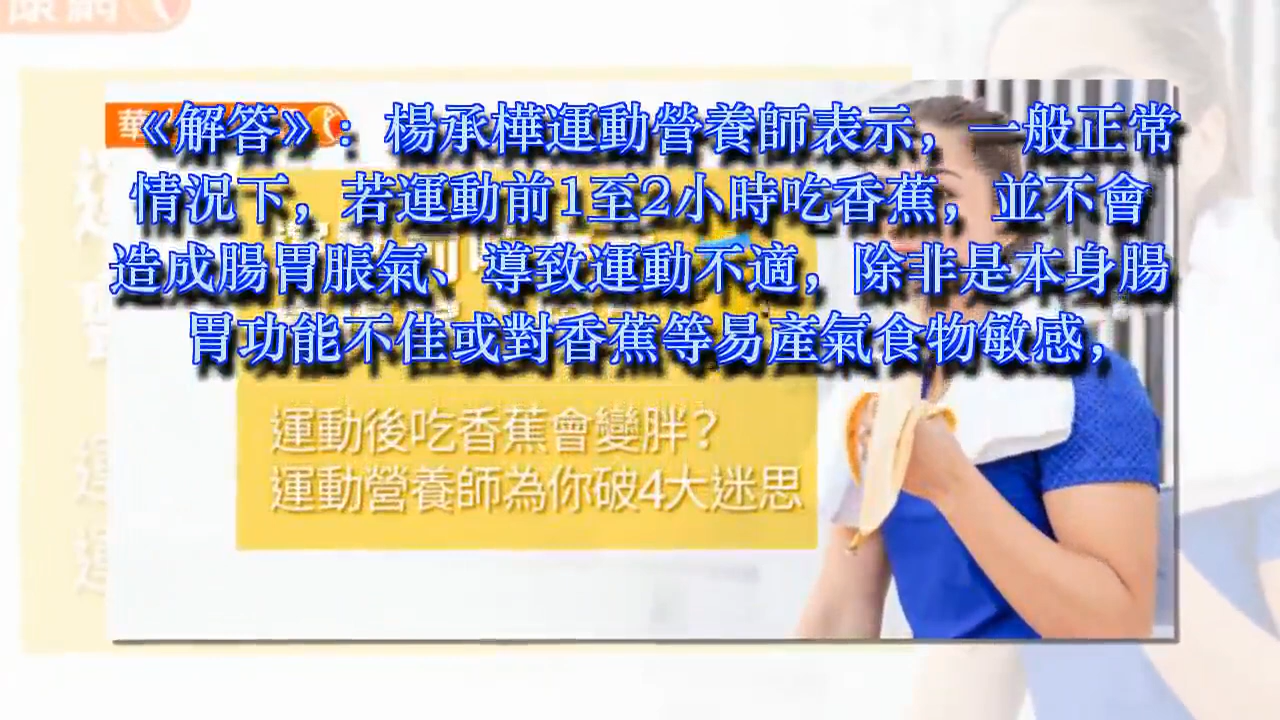 《解答》：楊承樺運動營養師表示，一般正常
情況下，若運動前1至2小時吃香蕉，並不會
造成腸胃脹氣、導致運動不適，除非是本身腸
胃功能不佳或對香蕉等易產氣食物敏感，
運動後吃香蕉會變胖？
運動營養師為你破4大迷思